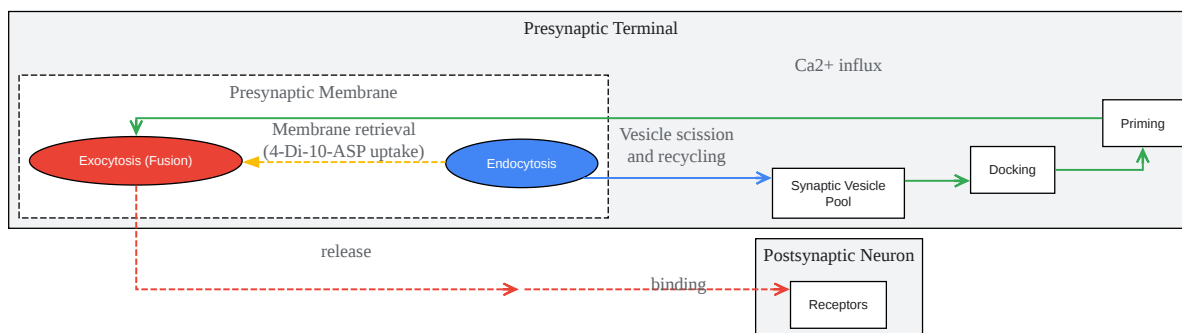 Presynaptic Terminal
Ca2+ influx
Presynaptic Membrane
Priming
Membrane retrieval
(4-Di-10-ASP uptake)
Vesicle scission
and recycling
Exocytosis (Fusion)
Endocytosis
Docking
Synaptic Vesicle
Pool
release
Postsynaptic Neuron
binding
Receptors